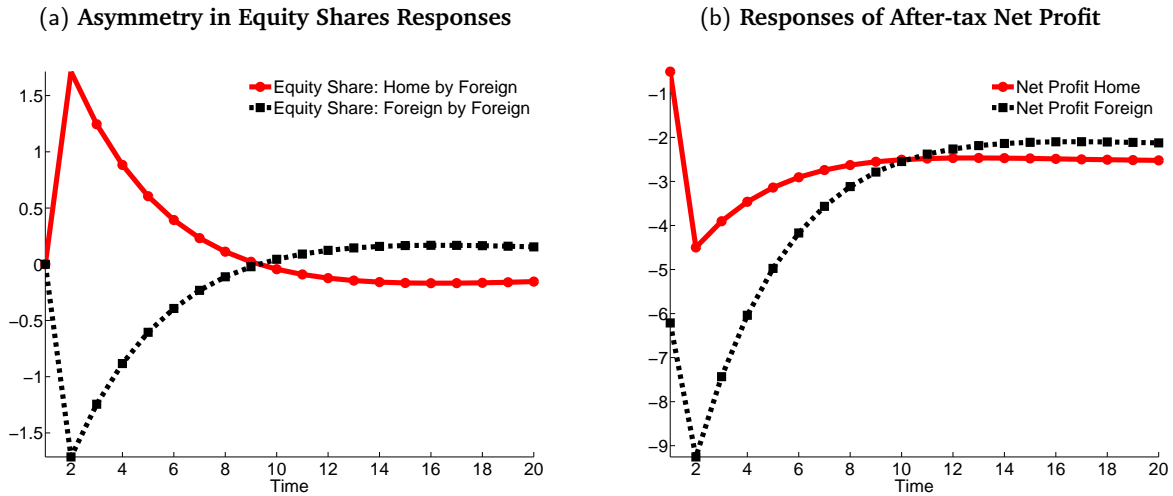 (a) Asymmetry in Equity Shares Responses
Equity Share: Home by Foreign
Equity Share: Foreign by Foreign
1.5
1
0.5
0
−0.5
−1
−1.5
2 4 6 8 10 12 14 16 18 20
Time
(b) Responses of After-tax Net Profit
Net Profit Home
Net Profit Foreign
−1
−2
−3
−4
−5
−6
−7
−8
−9
2 4 6 8 10 12 14 16 18 20
Time